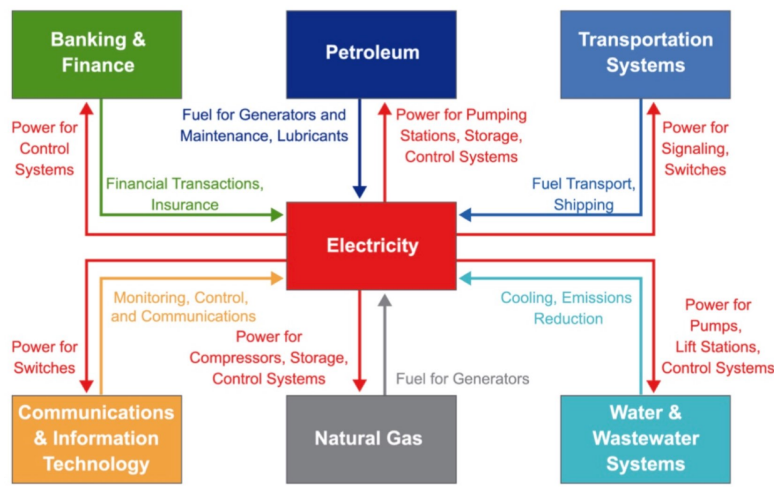 Banking &
Finance
Petroleum
Transportation
Systems
Power for
Control
Systems
Fuel for Generators and
Maintenance, Lubricants
Power for Pumping
Stations, Storage,
Control Systems
Power for
Signaling,
Switches
Financial Transactions,
Insurance
Fuel Transport,
Shipping
Electricity
Monitoring, Control,
and Communications
Cooling, Emissions
Reduction
Power for
Switches
Power for
Compressors, Storage,
Control Systems
Fuel for Generators
Power for
Pumps,
Lift Stations,
Control Systems
Communications
& Information
Technology
Natural Gas
Water &
Wastewater
Systems